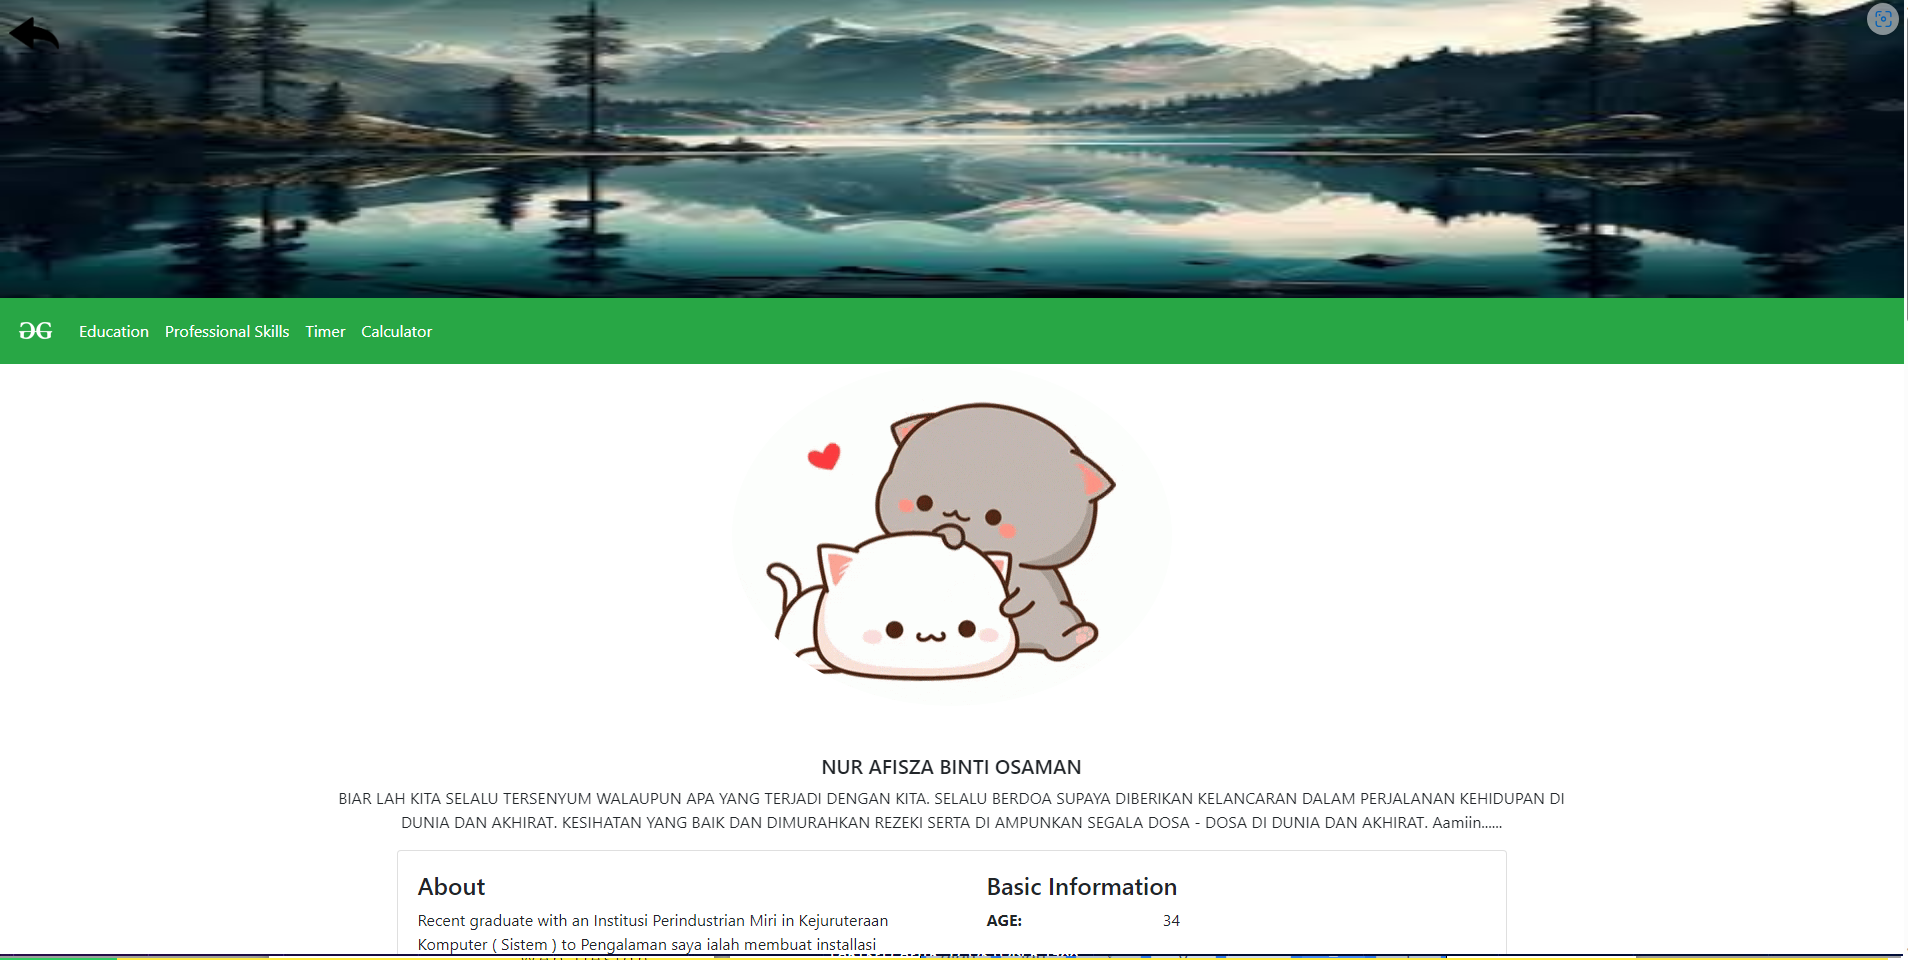 Education Professional Skills Timer Calculator
NUR AFISZA BINTI OSAMAN
BIAR LAH KITA SELALU TERSENYUM WALAUPUN APA YANG TERJADI DENGAN KITA. SELALU BERDOA SUPAYA DIBERIKAN KELANCARAN DALAM PERJALANAN KEHIDUPAN DI
DUNIA DAN AKHIRAT. KESIHATAN YANG BAIK DAN DIMURAHKAN REZEKI SERTA DI AMPUNKAN SEGALA DOSA - DOSA DI DUNIA DAN AKHIRAT. Aamiin......
About
Recent graduate with an Institusi Perindustrian Miri in Kejuruteraan
Komputer ( Sistem ) to Pengalaman saya ialah membuat installasi
Basic Information
AGE: 34